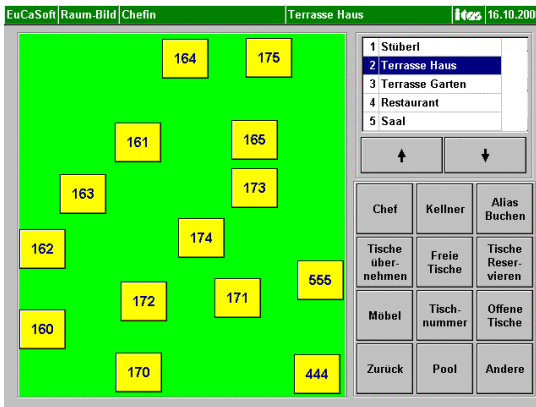 EuCaSoft Raum-Bild Chefin Terrasse Haus itos 16.10.200
164 175
161 165
163 173
162 174
555
172 171
160
170 444
1 Stüberl
2 Terrasse Haus
3 Terrasse Garten
4 Restaurant
5 Saal
Chef Kellner Alias
Buchen
Tische
über-
nehmen
Freie
Tische
Tische
Reser-
vieren
Möbel
Tisch-
nummer
Offene
Tische
Zurück Pool Andere